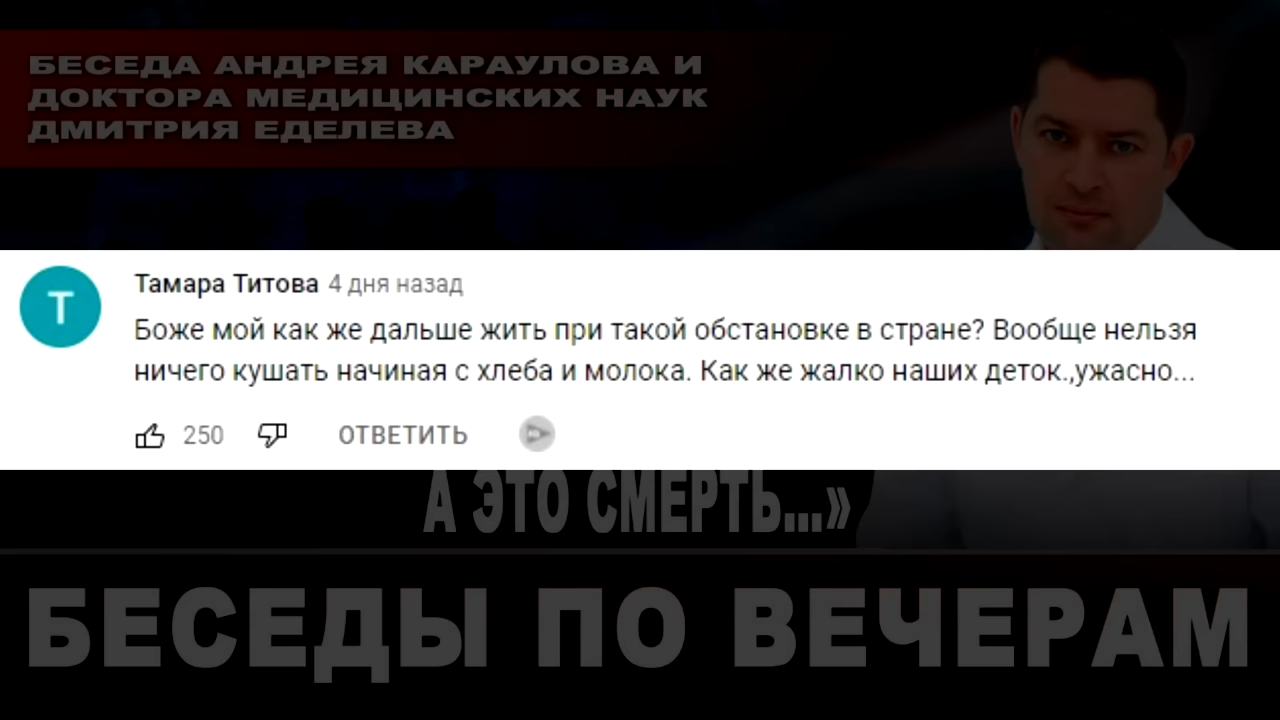 БЕСЕДА АНДРЕЯ КАРАУЛОВА И
ДОКТОРА МЕДИЦИНСКИХ НАУК
ДМИТРИЯ ЕДЕЛЕВА
Т
Тамара Титова 4 дня назад
Боже мой как же дальше жить при такой обстановке в стране? Вообще нельзя
ничего кушать начиная с хлеба и молока. Как же жалко наших деток.,ужасно...
250 ОТВЕТИТЬ
А ЭТО СМЕРТЬ...»
БЕСЕДЫ ПО ВЕЧЕРАМ